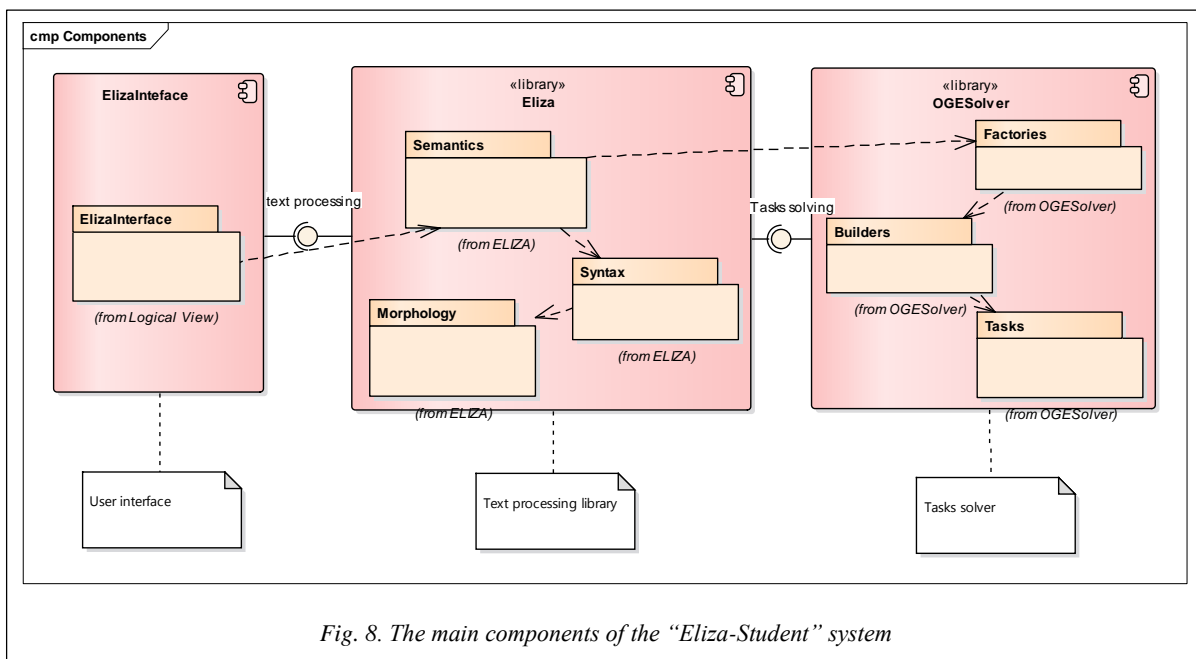 cmp Components
ElizaInteface
ElizaInterface
(from Logical View)
text processing
«library»
Eliza
Semantics
(from ELIZA)
Syntax
(from ELIZA)
Morphology
(from ELIZA)
Tasks solving
«library»
OGESolver
Factories
(from OGESolver)
Builders
(from OGESolver)
Tasks
(from OGESolver)
User interface
Text processing library
Tasks solver
Fig. 8. The main components of the “Eliza-Student” system